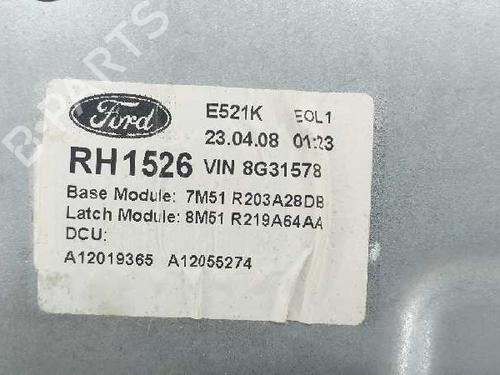 B-PARTS
Ford
E521K EOL1
23.04.08 01:23
RH1526 VIN 8G31578
Base Module: 7M51 R203A28DB
Latch Module: 8M51 R219A64AA
DCU:
A12019365 A12055274